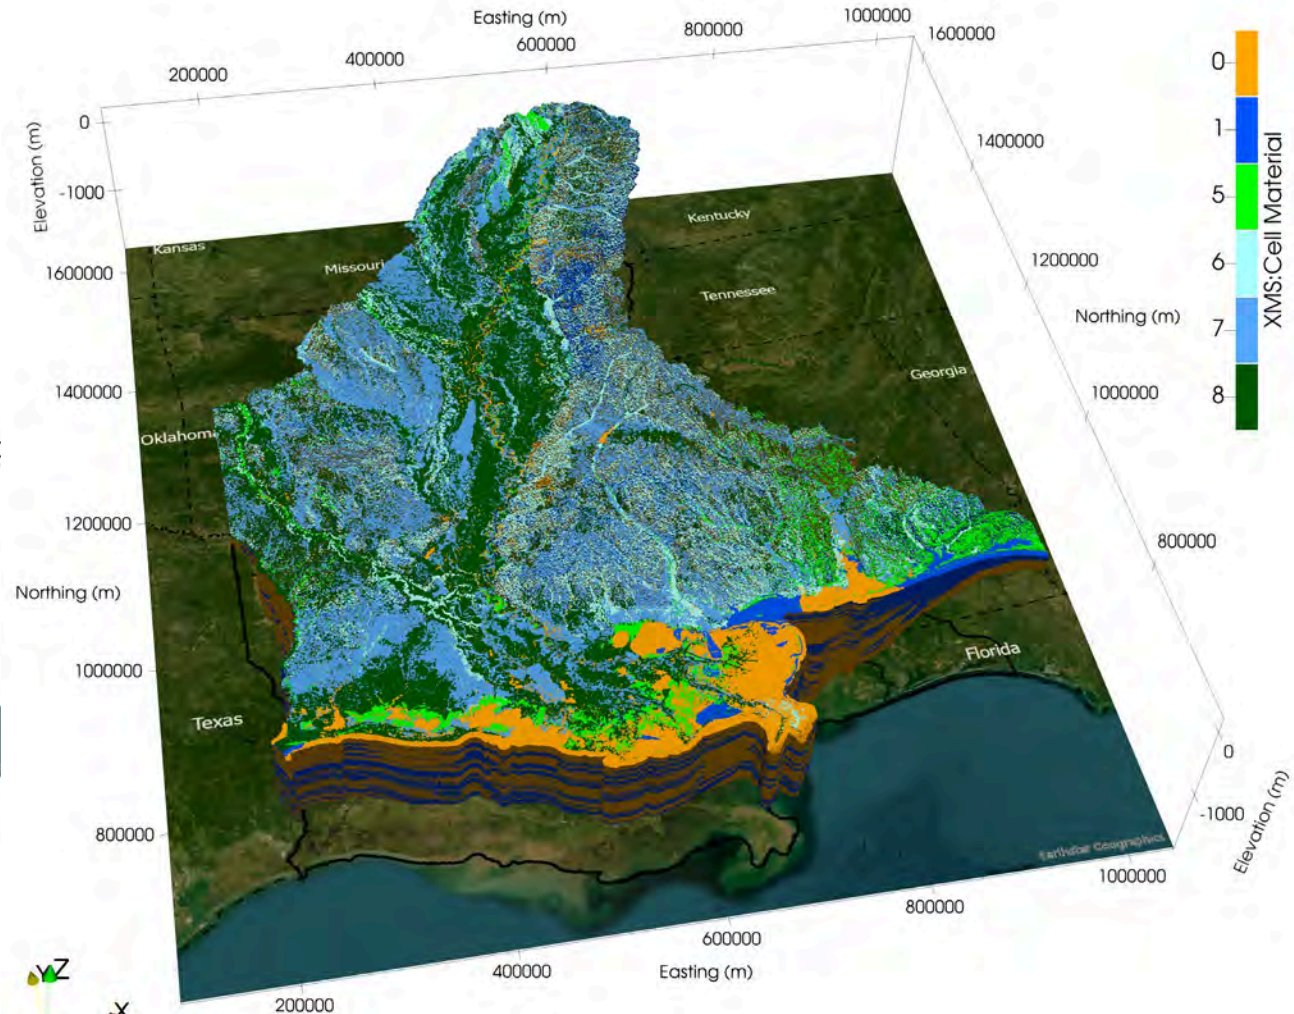 Easting (m)
200000
400000
600000
800000
1000000
1600000
0
-1000
Elevation (m)
1400000
1200000
Northing (m)
1000000
800000
0
-1000
Elevation (m)
1600000
1400000
1200000
Northing (m)
1000000
800000
Kansas
Missouri
Kentucky
Tennessee
Georgia
Oklahoma
Texas
Florida
Earthstar Geographics
200000
400000
600000
800000
1000000
Easting (m)
0
1
5
6
7
8
XMS:Cell Material
Y Z
X